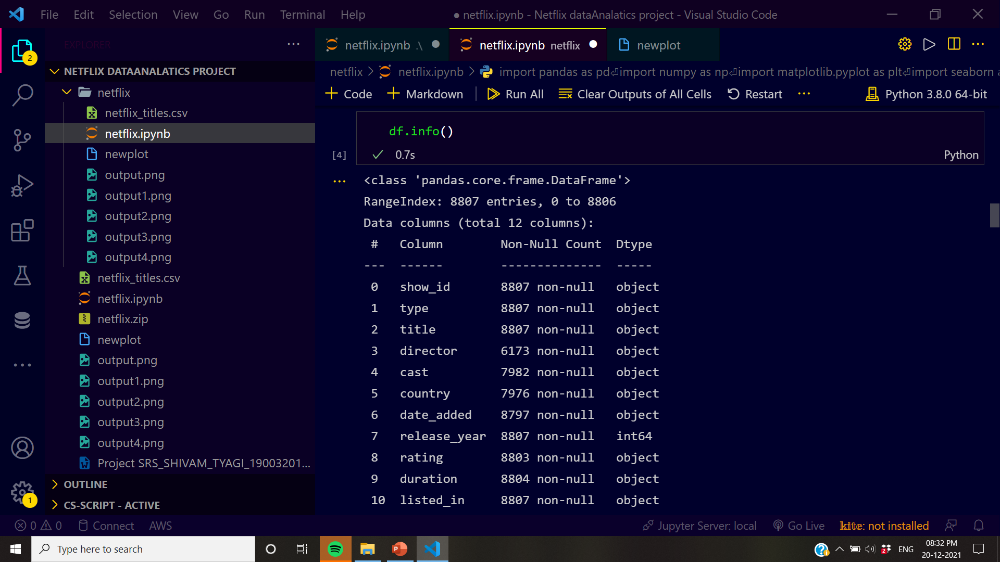 File Edit Selection View Go Run Terminal Help
● netflix.ipynb - Netflix dataAnalatics project - Visual Studio Code
EXPLORER
netflix.ipynb .\
netflix.ipynb netflix
newplot
NETFLIX DATAANALATICS PROJECT
netflix
netflix_titles.csv
netflix.ipynb
newplot
output.png
output1.png
output2.png
output3.png
output4.png
netflix_titles.csv
netflix.ipynb
netflix.zip
newplot
output.png
output1.png
output2.png
output3.png
output4.png
Project SRS_SHIVAM_TYAGI_19003201...
OUTLINE
CS-SCRIPT - ACTIVE
2
1
netflix > netflix.ipynb > import pandas as pd⏎import numpy as np⏎import matplotlib.pyplot as plt⏎import seaborn a
+ Code + Markdown Run All Clear Outputs of All Cells Restart ··· Python 3.8.0 64-bit
df.info()
[4] ✓ 0.7s Python
<class 'pandas.core.frame.DataFrame'>
RangeIndex: 8807 entries, 0 to 8806
Data columns (total 12 columns):
# Column Non-Null Count Dtype
--- ------ -------------- -----
0 show_id 8807 non-null object
1 type 8807 non-null object
2 title 8807 non-null object
3 director 6173 non-null object
4 cast 7982 non-null object
5 country 7976 non-null object
6 date_added 8797 non-null object
7 release_year 8807 non-null int64
8 rating 8803 non-null object
9 duration 8804 non-null object
10 listed_in 8807 non-null object
0 0 Connect AWS
Jupyter Server: local Go Live kite: not installed
Type here to search
ENG
08:32 PM
20-12-2021